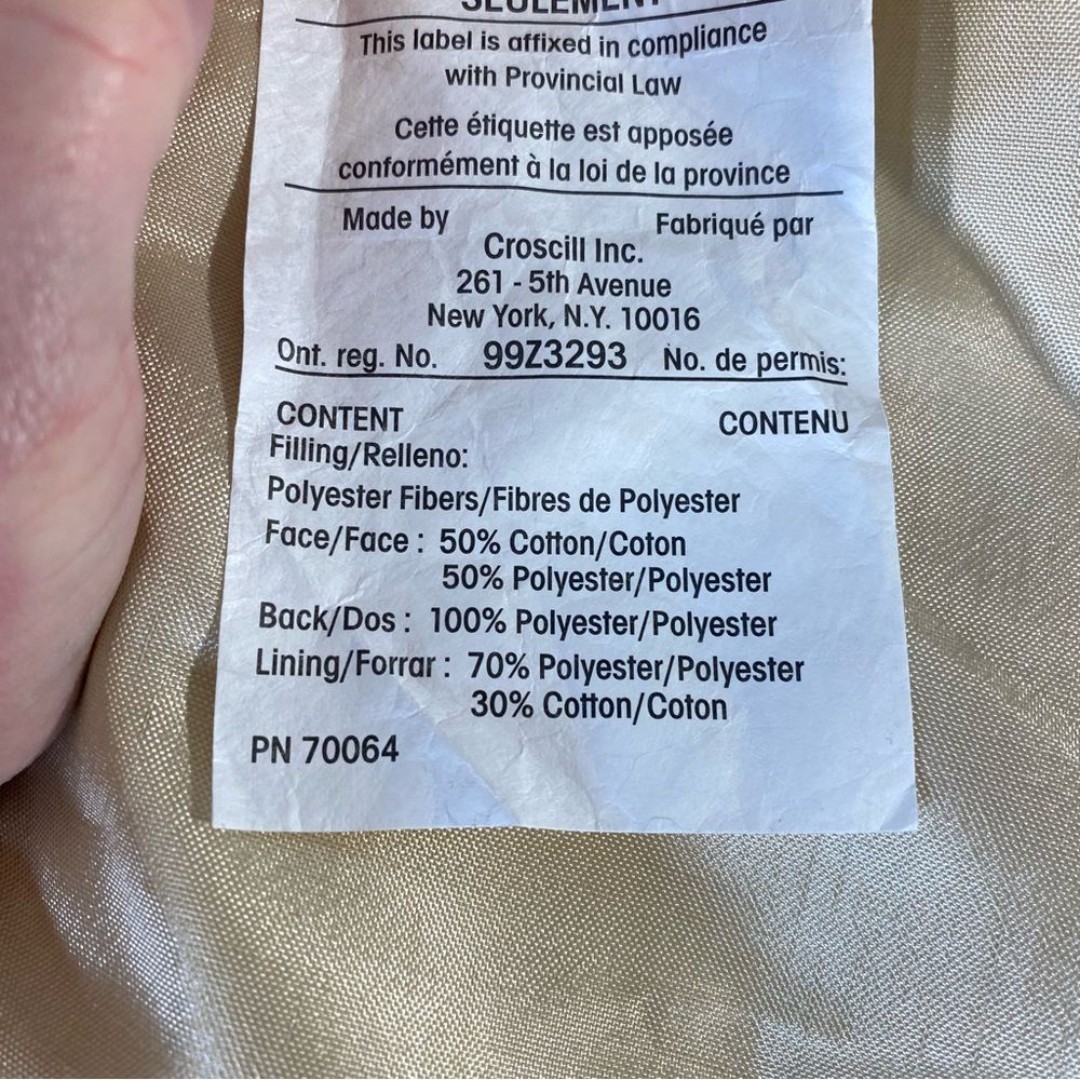 SEULEMENT
This label is affixed in compliance
with Provincial Law
Cette étiquette est apposée
conformément à la loi de la province
Made by Fabriqué par
Croscill Inc.
261 - 5th Avenue
New York, N.Y. 10016
Ont. reg. No. 99Z3293 No. de permis:
CONTENT CONTENU
Filling/Relleno:
Polyester Fibers/Fibres de Polyester
Face/Face : 50% Cotton/Coton
50% Polyester/Polyester
Back/Dos : 100% Polyester/Polyester
Lining/Forrar : 70% Polyester/Polyester
30% Cotton/Coton
PN 70064